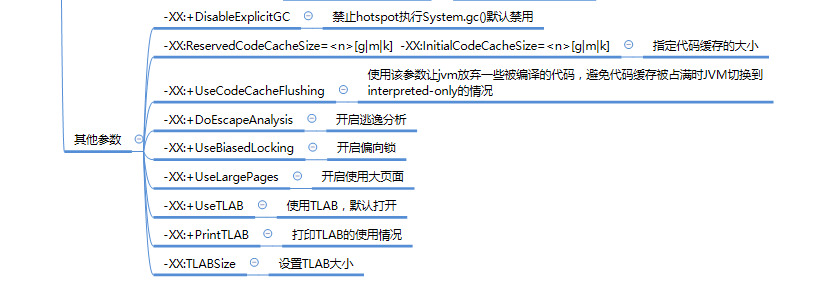 -XX:+DisableExplicitGC 禁止hotspot执行System.gc()默认禁用
-XX:ReservedCodeCacheSize=<n>[g|m|k] -XX:InitialCodeCacheSize=<n>[g|m|k] 指定代码缓存的大小
使用该参数让jvm放弃一些被编译的代码，避免代码缓存被占满时JVM切换到
-XX:+UseCodeCacheFlushing interpreted-only的情况
-XX:+DoEscapeAnalysis 开启逃逸分析
其他参数
-XX:+UseBiasedLocking 开启偏向锁
-XX:+UseLargePages 开启使用大页面
-XX:+UseTLAB 使用TLAB，默认打开
-XX:+PrintTLAB 打印TLAB的使用情况
-XX:TLABSize 设置TLAB大小